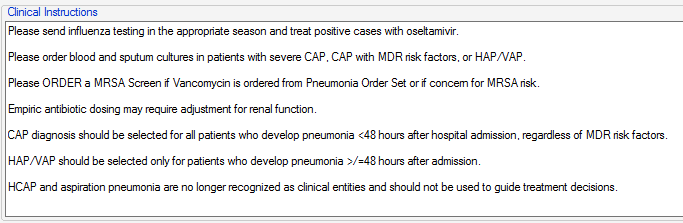 Clinical Instructions
Please send influenza testing in the appropriate season and treat positive cases with oseltamivir.
Please order blood and sputum cultures in patients with severe CAP, CAP with MDR risk factors, or HAP/VAP.
Please ORDER a MRSA Screen if Vancomycin is ordered from Pneumonia Order Set or if concern for MRSA risk.
Empiric antibiotic dosing may require adjustment for renal function.
CAP diagnosis should be selected for all patients who develop pneumonia <48 hours after hospital admission, regardless of MDR risk factors.
HAP/VAP should be selected only for patients who develop pneumonia >/=48 hours after admission.
HCAP and aspiration pneumonia are no longer recognized as clinical entities and should not be used to guide treatment decisions.